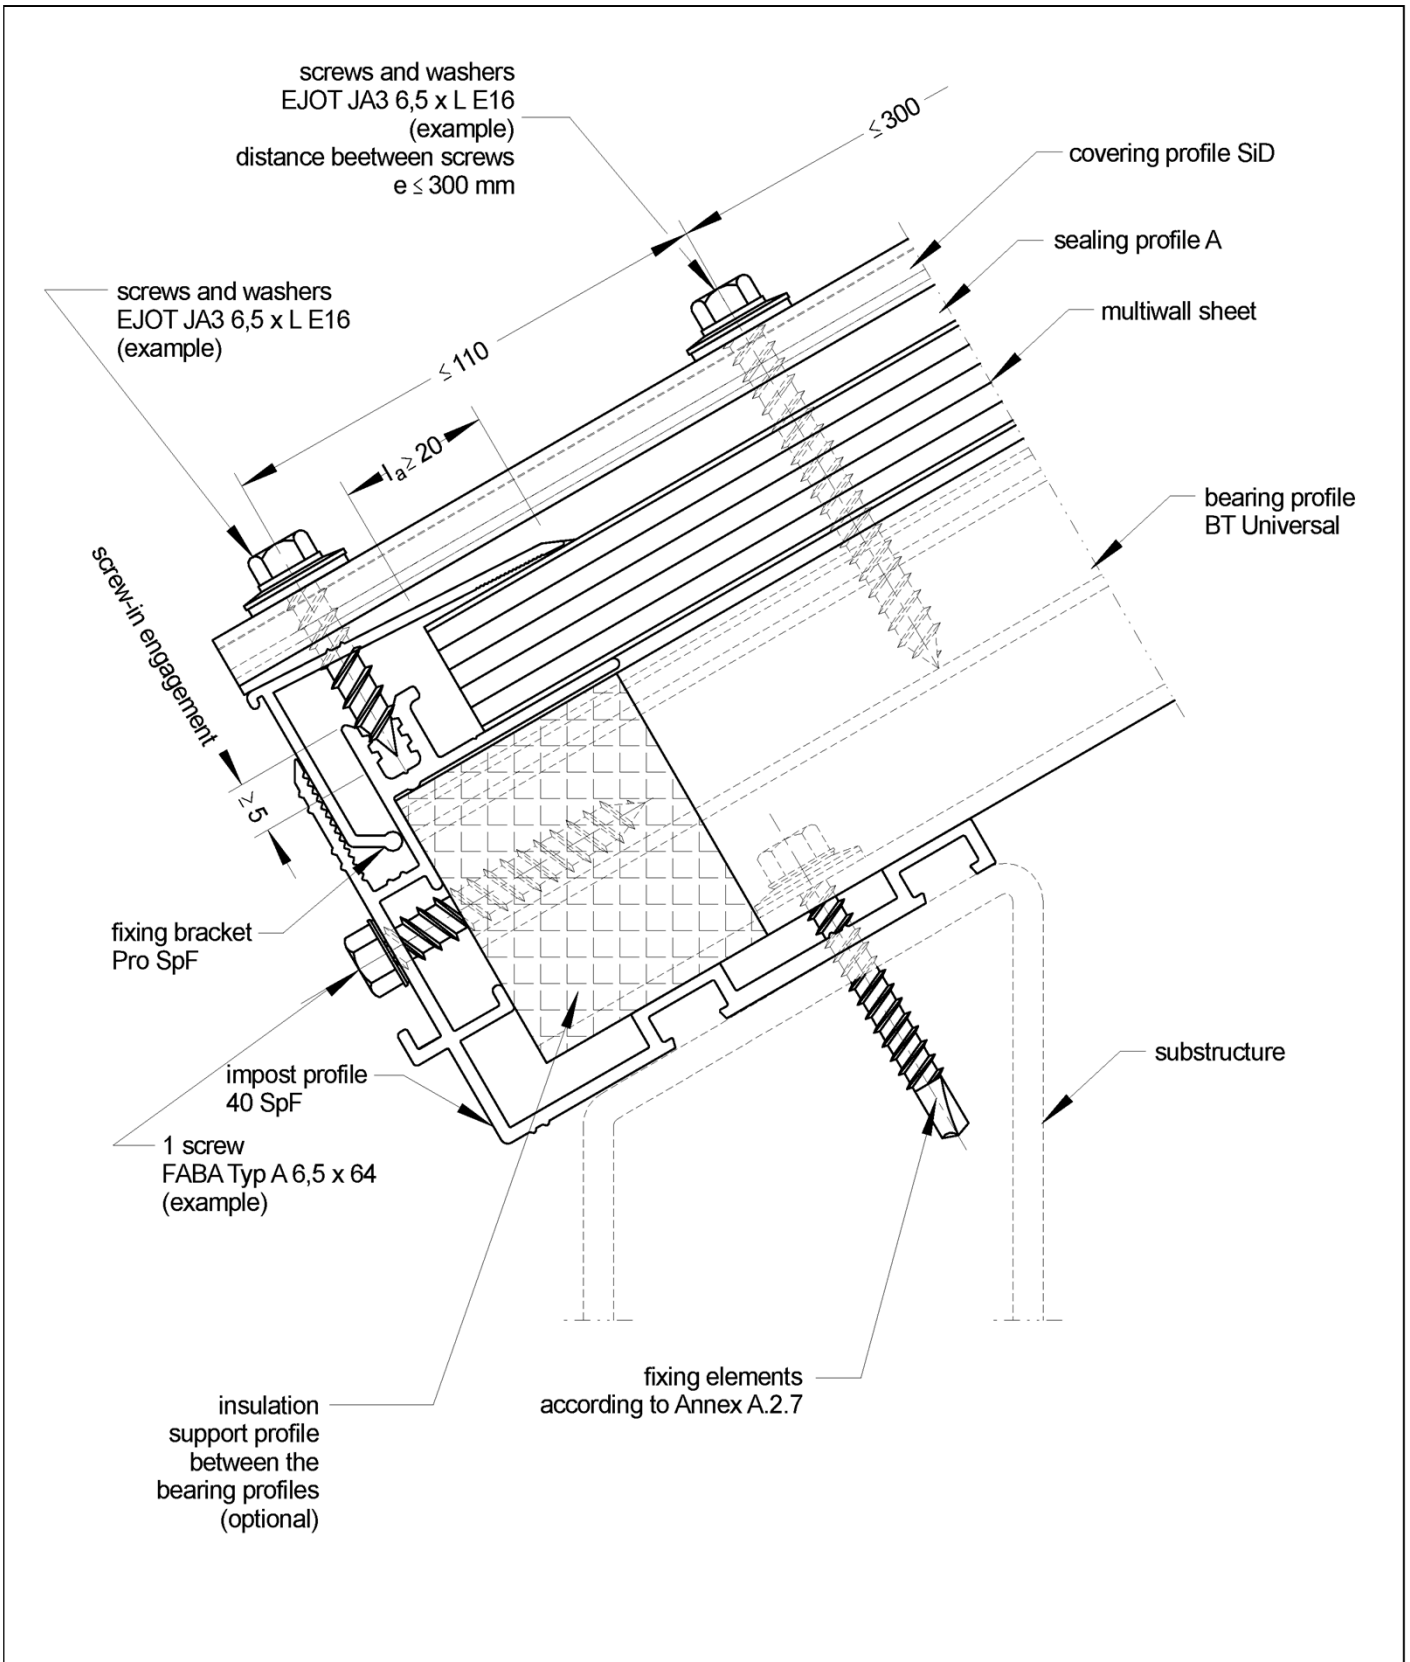 screws and washers
EJOT JA3 6,5 x L E16
(example)
distance beetween screws
e ≤ 300 mm
≤ 300
covering profile SiD
sealing profile A
multiwall sheet
screws and washers
EJOT JA3 6,5 x L E16
(example)
≤ 110
la ≥ 20
bearing profile
BT Universal
screw-in engagement
≥ 5
fixing bracket
Pro SpF
impost profile
40 SpF
1 screw
FABA Typ A 6,5 x 64
(example)
substructure
fixing elements
according to Annex A.2.7
insulation
support profile
between the
bearing profiles
(optional)